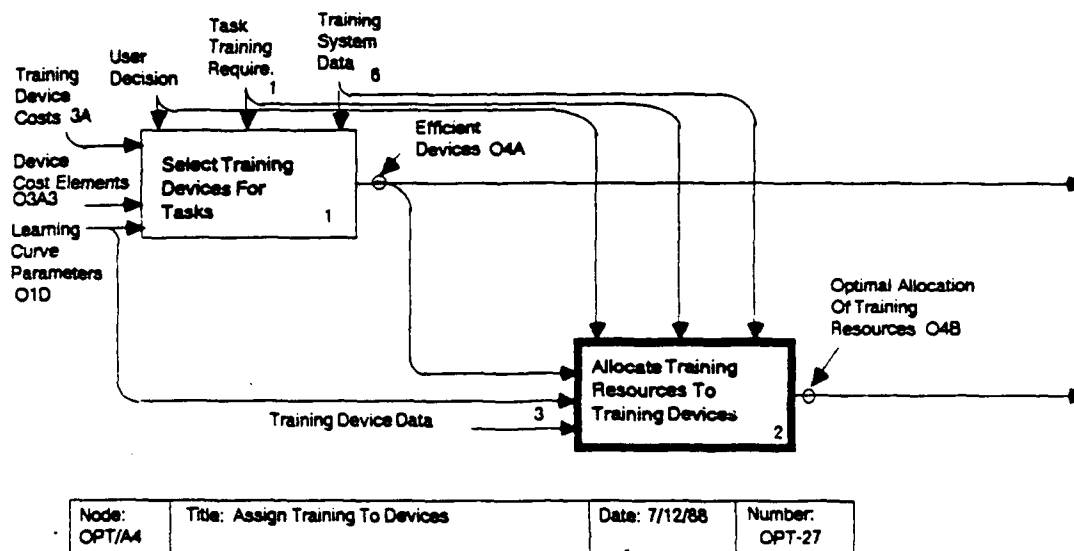 Task
Training
Require.
1
Training
System
Data
6
User
Decision
Training
Device
Costs 3A
Efficient
Devices O4A
Select Training
Devices For
Tasks
1
Device
Cost Elements
O3A3
Learning
Curve
Parameters
O1D
Optimal Allocation
Of Training
Resources O4B
Allocate Training
Resources To
Training Devices
2
Training Device Data
3
Node:
OPT/A4
Title: Assign Training To Devices
Date: 7/12/88
Number:
OPT-27